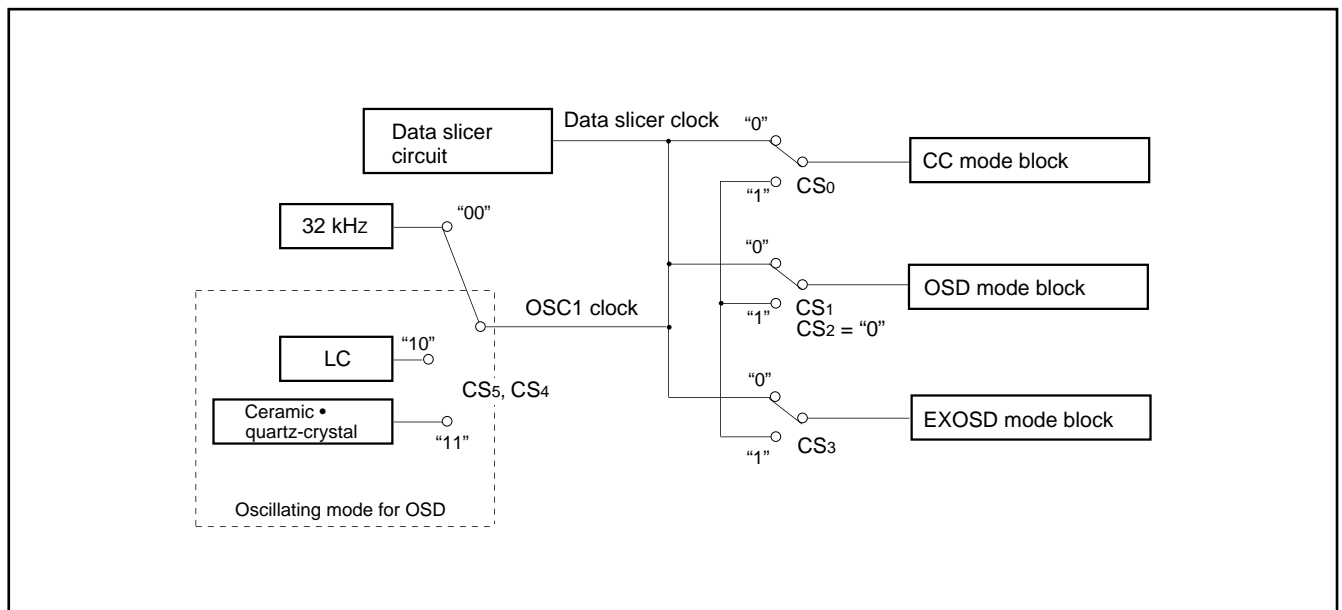 Data slicer
circuit
Data slicer clock
“0”
CC mode block
“1”
CS0
32 kHz
“00”
“0”
OSD mode block
OSC1 clock
“1”
CS1
CS2 = “0”
LC
“10”
CS5, CS4
“0”
Ceramic •
quartz-crystal
“11”
EXOSD mode block
“1”
CS3
Oscillating mode for OSD